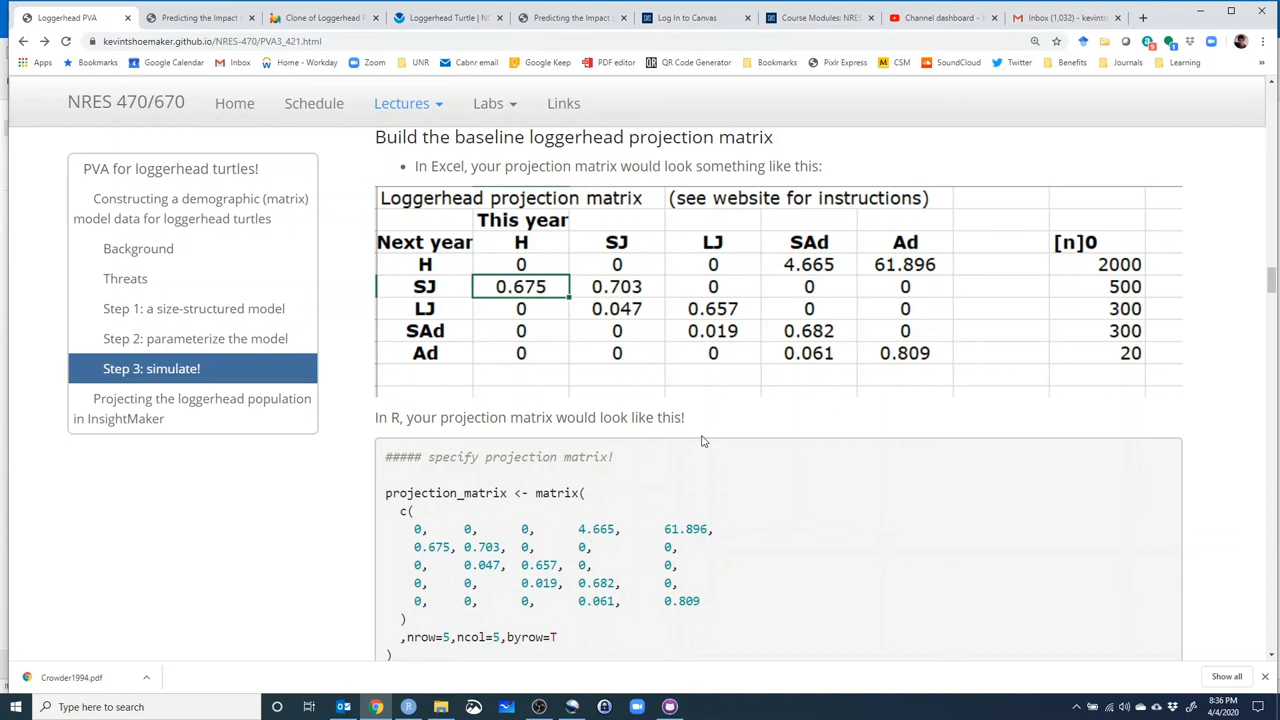 Loggerhead PVA
Predicting the Impact
Clone of Loggerhead
Loggerhead Turtle | N
Predicting the Impact
Log In to Canvas
Course Modules: NRES
Channel dashboard
Inbox (1,032) - kevints
kevintshoemaker.github.io/NRES-470/PVA3_421.html
Apps Bookmarks Google Calendar Inbox Home - Workday Zoom UNR Cabnr email Google Keep PDF editor QR Code Generator Bookmarks Pixlr Express CSM SoundCloud Twitter Benefits Journals Learning
NRES 470/670 Home Schedule Lectures Labs Links
PVA for loggerhead turtles!
Constructing a demographic (matrix)
model data for loggerhead turtles
Background
Threats
Step 1: a size-structured model
Step 2: parameterize the model
Step 3: simulate!
Projecting the loggerhead population
in InsightMaker
Build the baseline loggerhead projection matrix
• In Excel, your projection matrix would look something like this:
Loggerhead projection matrix (see website for instructions)
This year
Next year H SJ LJ SAd Ad [n]0
H 0 0 0 4.665 61.896 2000
SJ 0.675 0.703 0 0 0 500
LJ 0 0.047 0.657 0 0 300
SAd 0 0 0.019 0.682 0 300
Ad 0 0 0 0.061 0.809 20
In R, your projection matrix would look like this!
##### specify projection matrix!
projection_matrix <- matrix(
c(
0, 0, 0, 4.665, 61.896,
0.675, 0.703, 0, 0, 0,
0, 0.047, 0.657, 0, 0,
0, 0, 0.019, 0.682, 0,
0, 0, 0, 0.061, 0.809
)
,nrow=5,ncol=5,byrow=T
)
Crowder1994.pdf
Show all
Type here to search
8:36 PM
4/4/2020